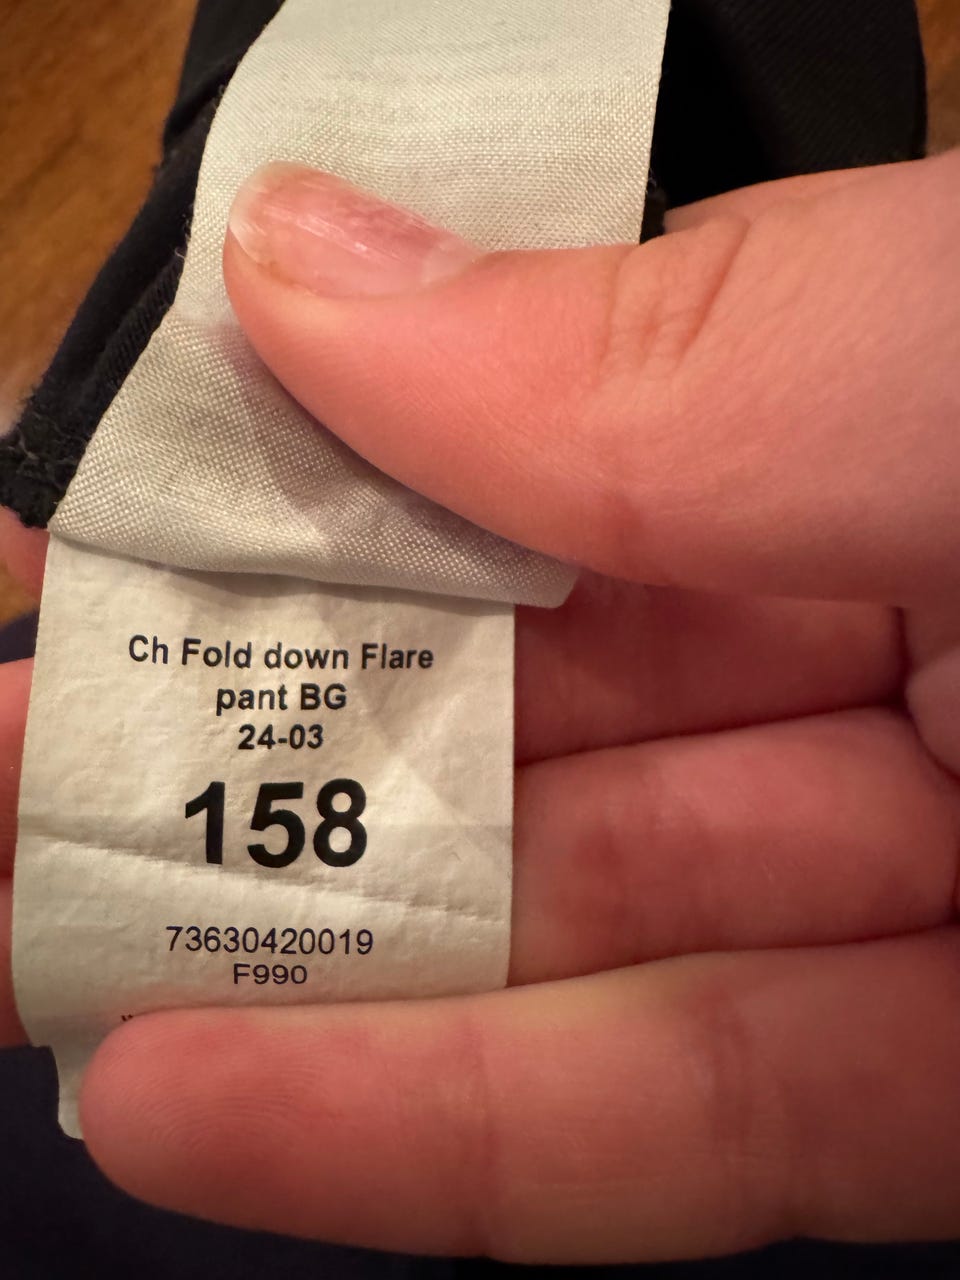 Ch Fold down Flare
pant BG
24-03
158
73630420019
F990